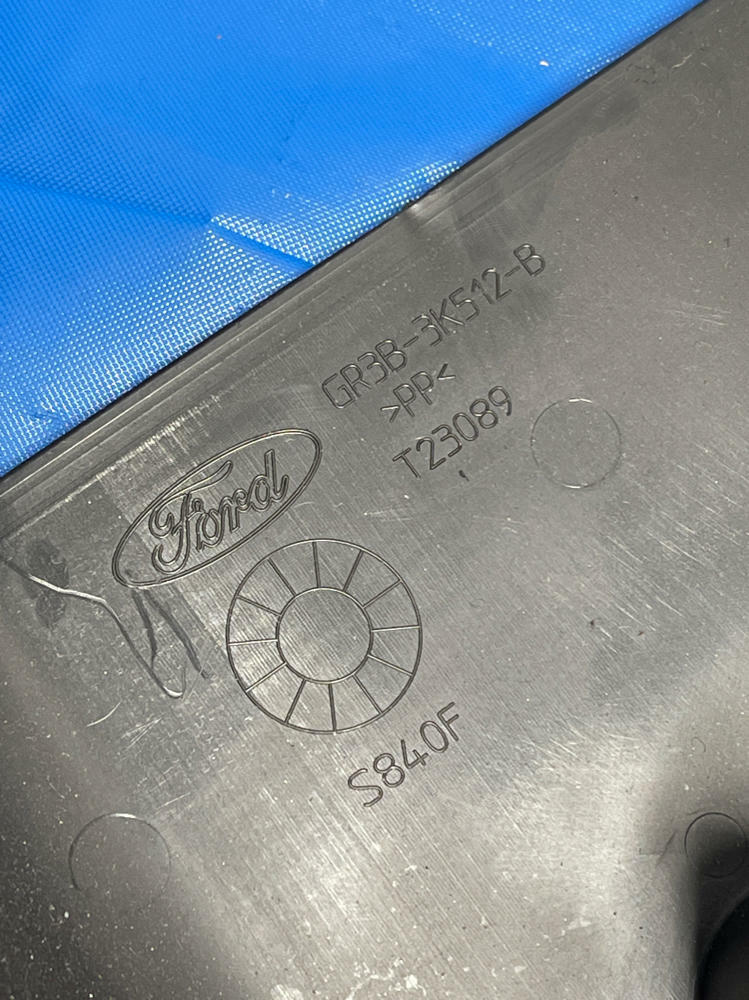 GR3B-3K512-B
>PP<
T23089
Ford
S840F